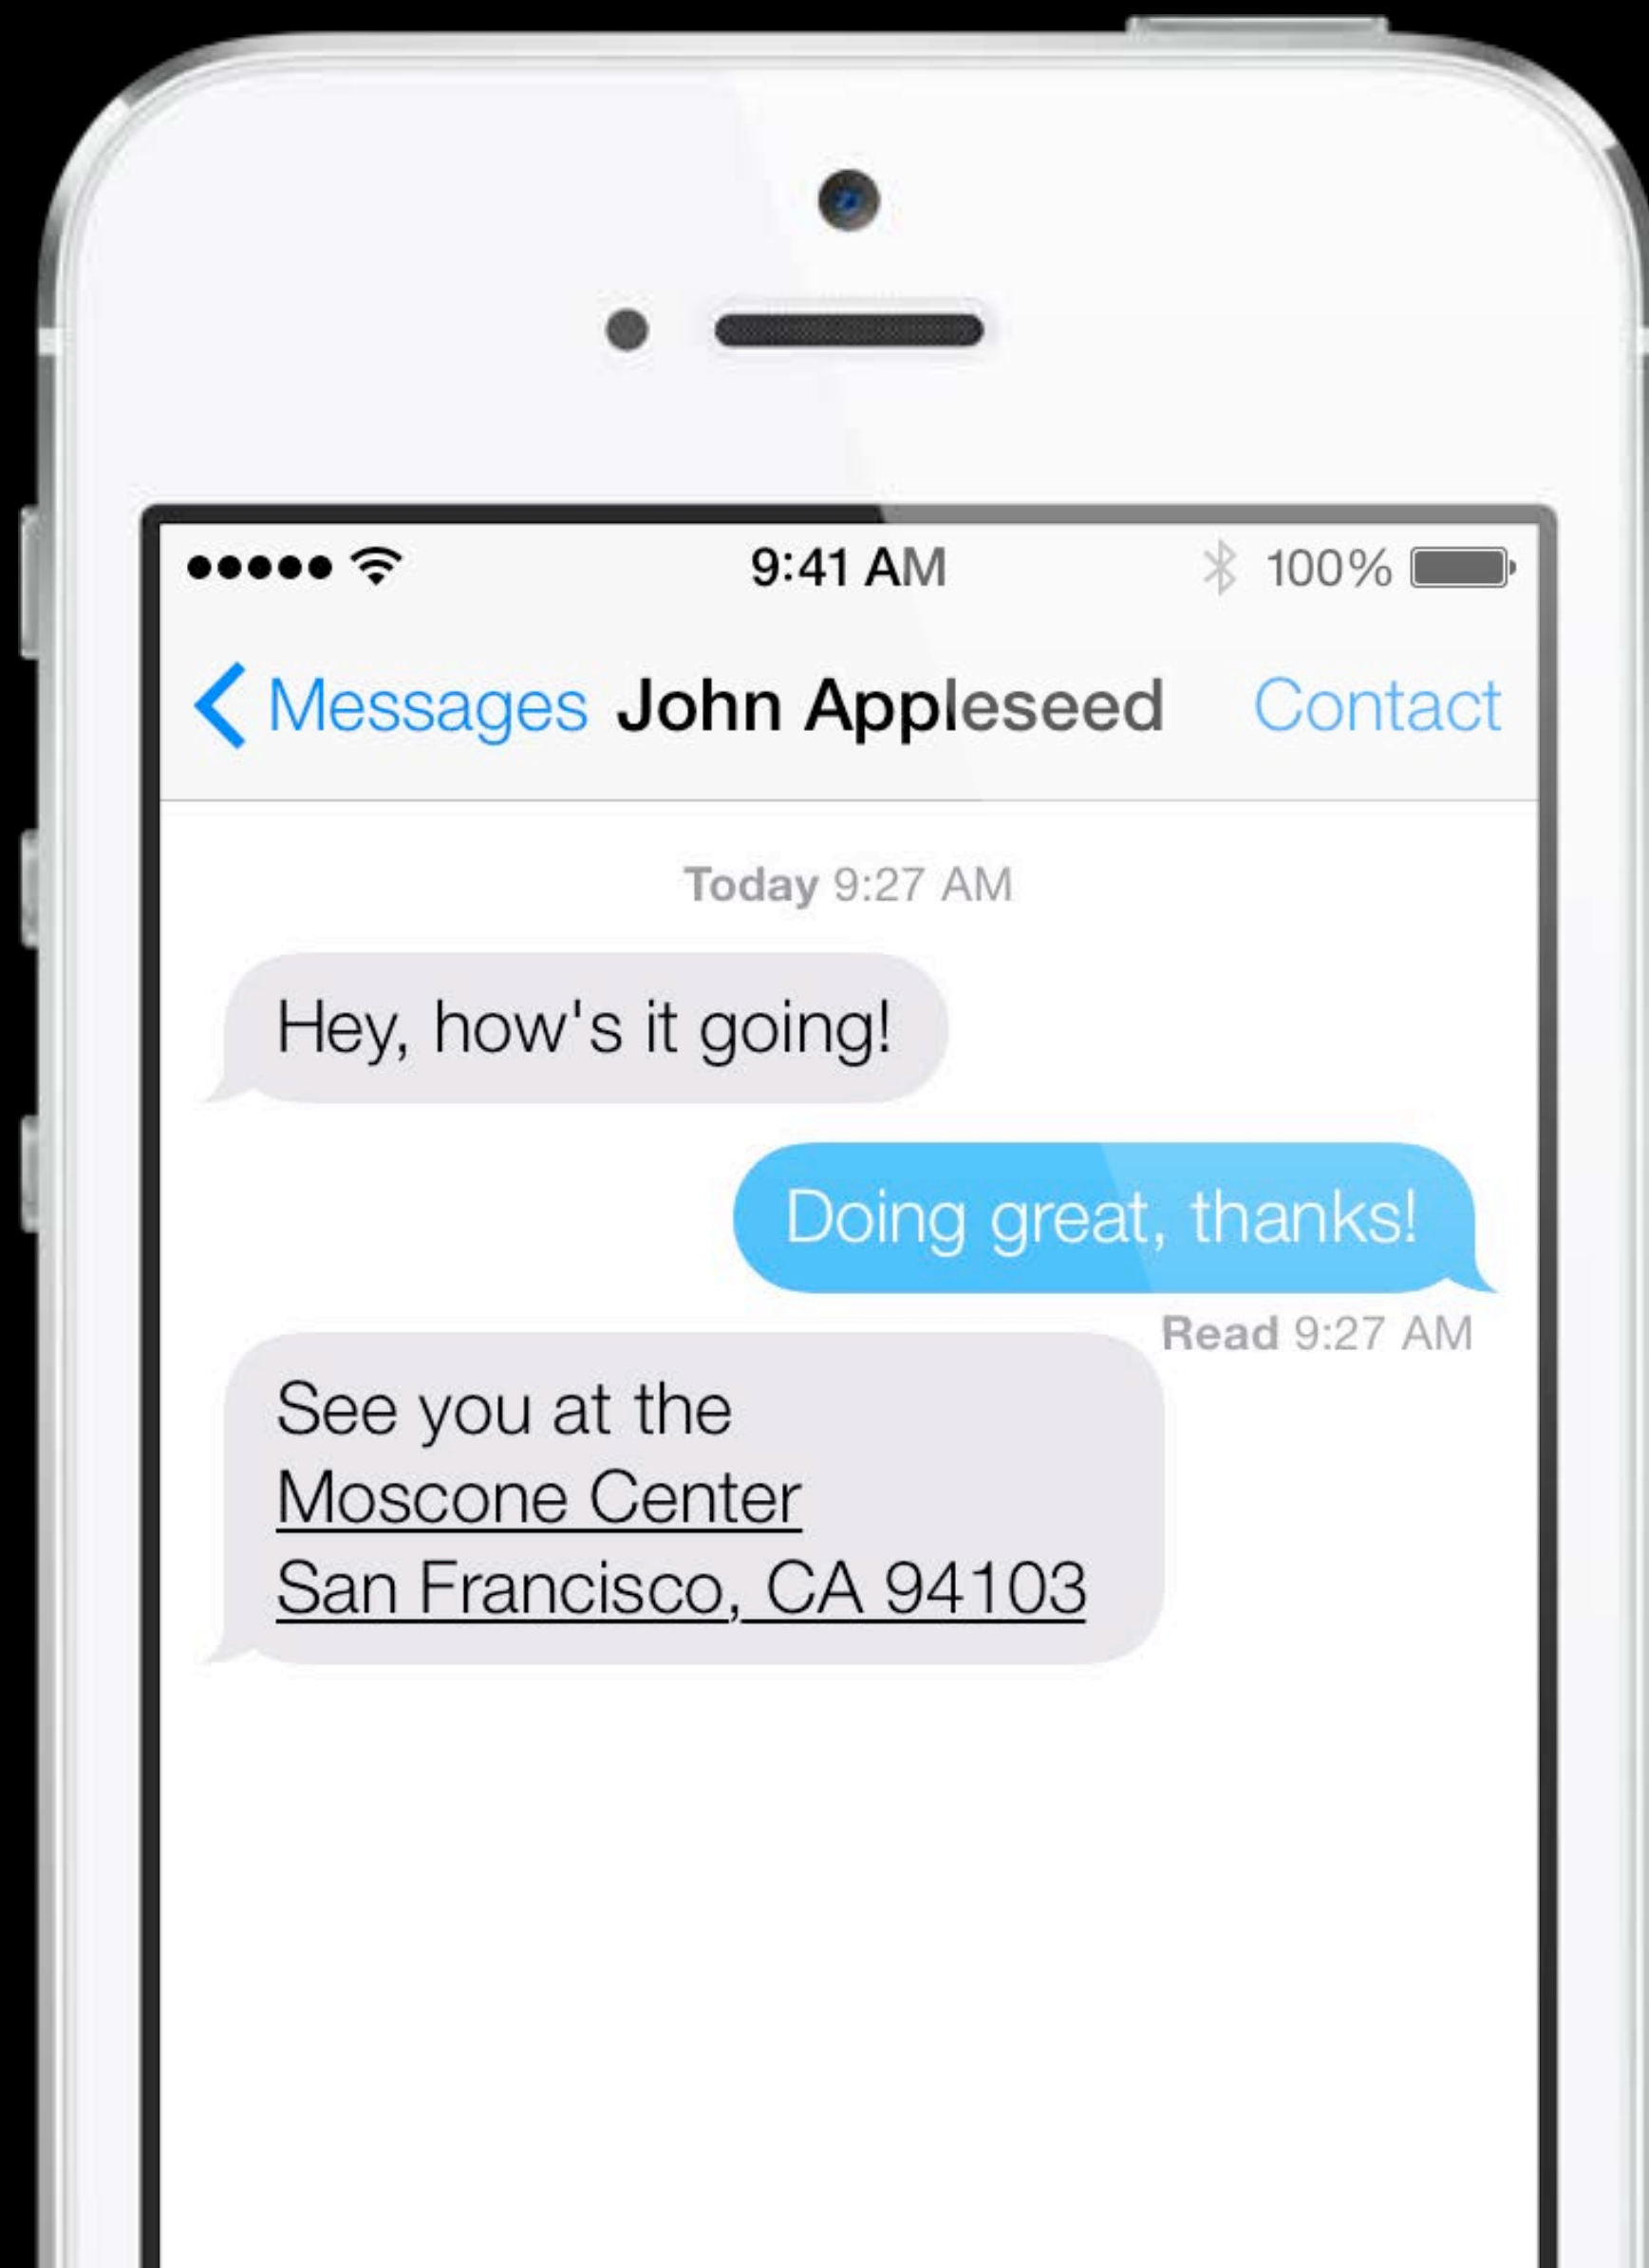 9:41 AM 100%
Messages John Appleseed Contact
Today 9:27 AM
Hey, how's it going!
Doing great, thanks!
Read 9:27 AM
See you at the
Moscone Center
San Francisco, CA 94103